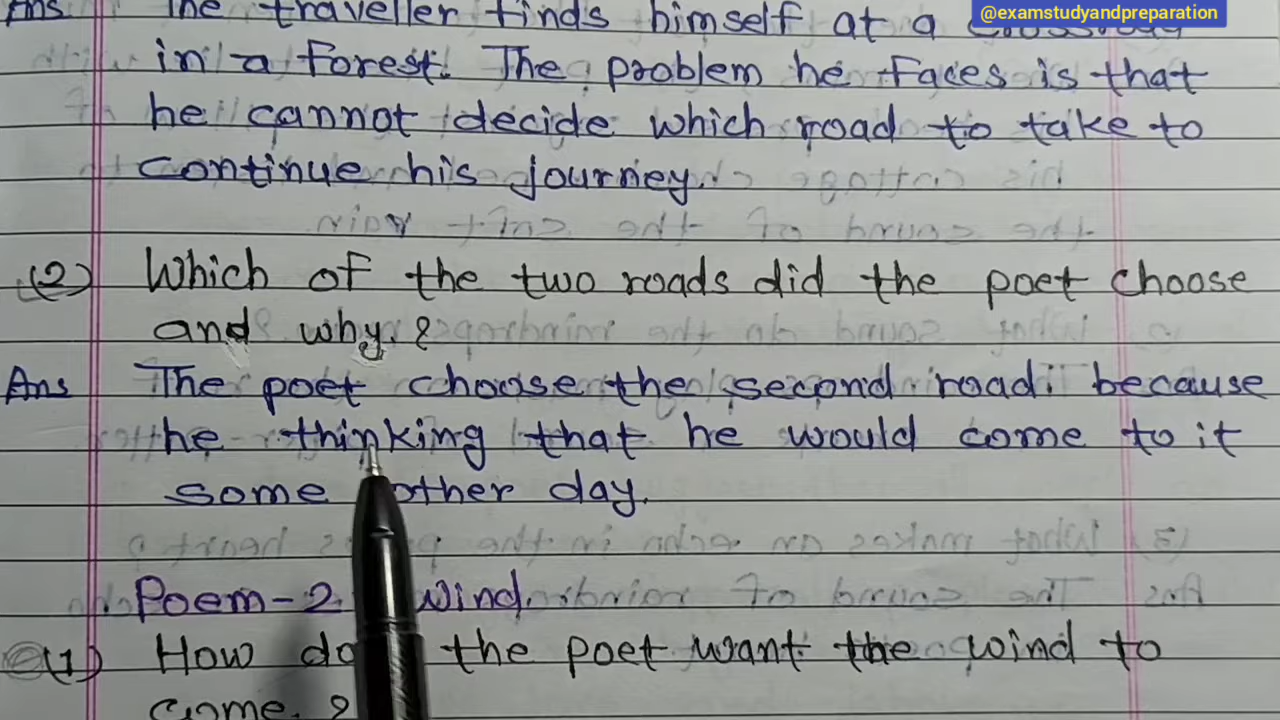 @examstudyandpreparation
Ans The traveller finds himself at a crossroad
in a forest. The problem he faces is that
he cannot decide which road to take to
continue his journey.
(2) Which of the two roads did the poet choose
and why. ?
Ans The poet choose the second road. because
he thinking that he would come to it
some other day.
Poem-2 Wind.
(1) How do the poet want the wind to
come. ?